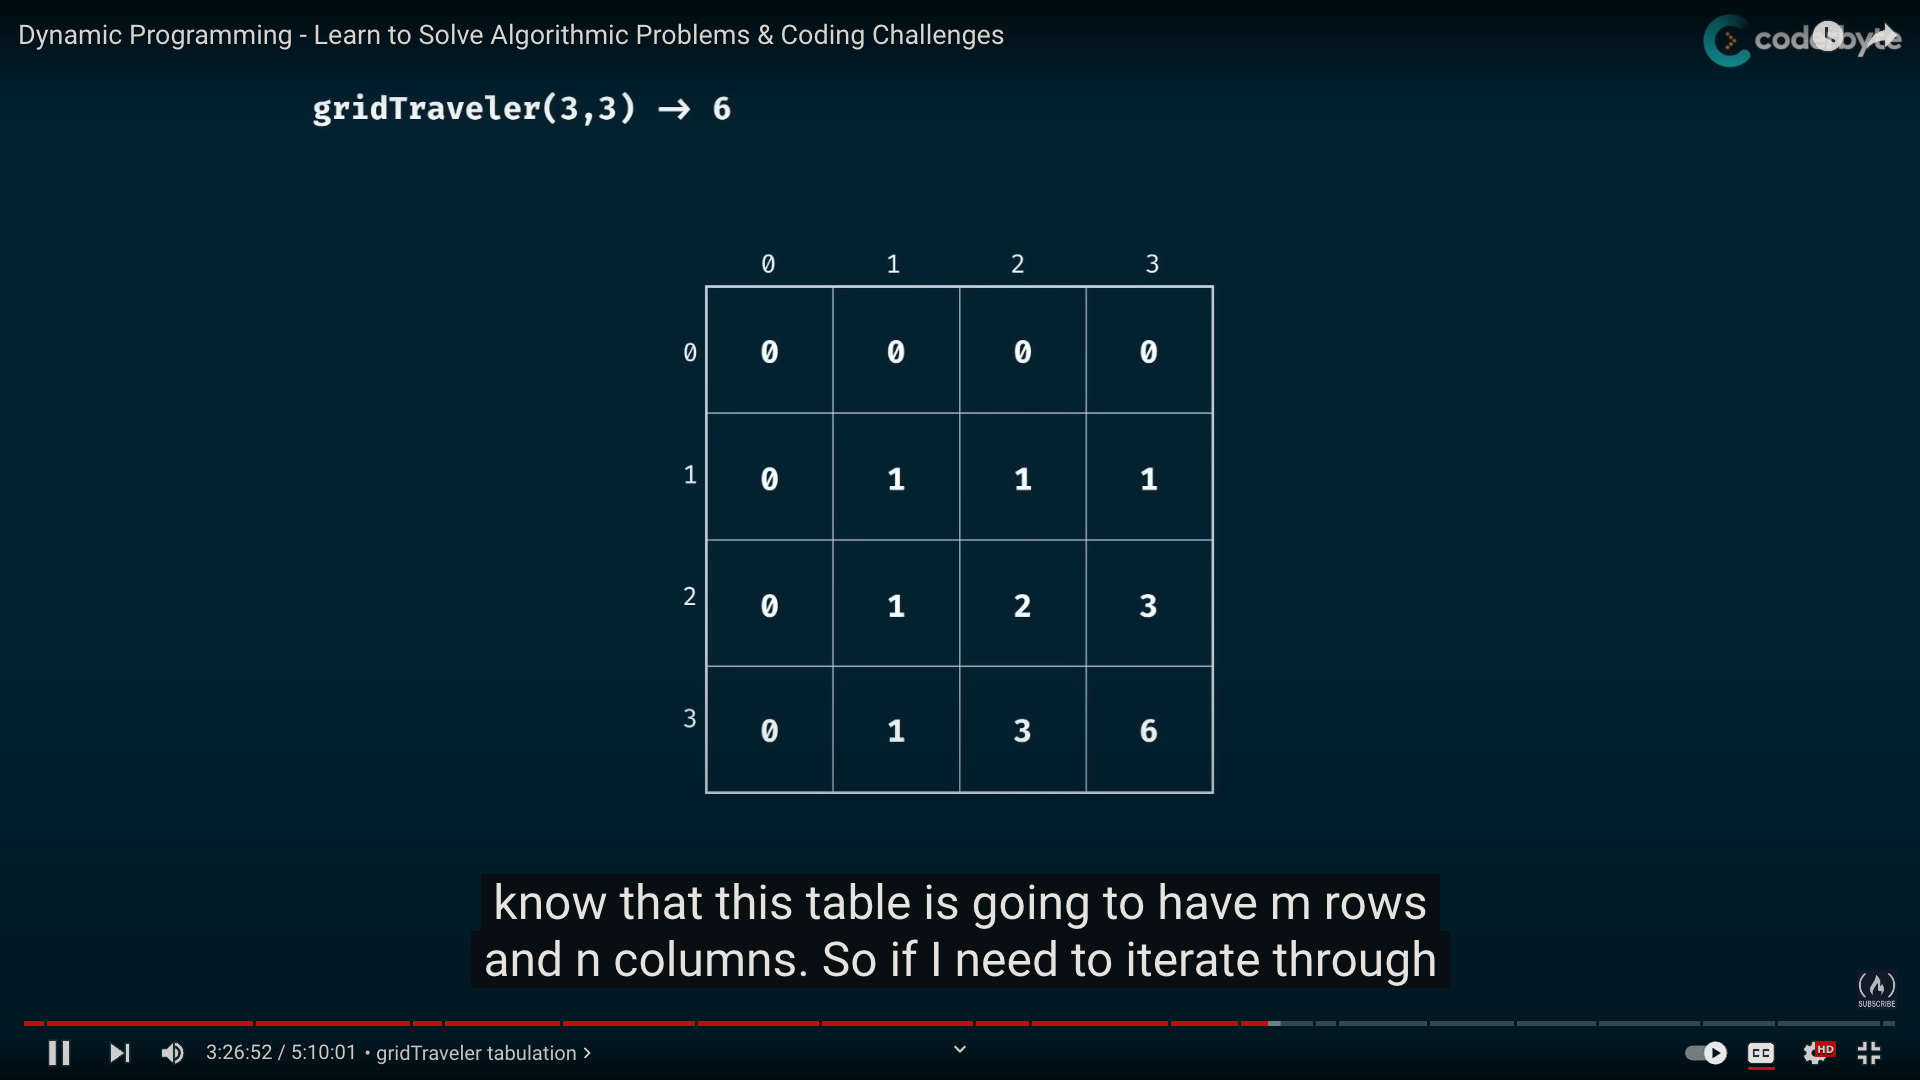 Dynamic Programming - Learn to Solve Algorithmic Problems & Coding Challenges
coderbyte
gridTraveler(3,3) → 6
0 1 2 3
0 0 0 0 0
1 0 1 1 1
2 0 1 2 3
3 0 1 3 6
know that this table is going to have m rows
and n columns. So if I need to iterate through
SUBSCRIBE
3:26:52 / 5:10:01 • gridTraveler tabulation >
CC
HD